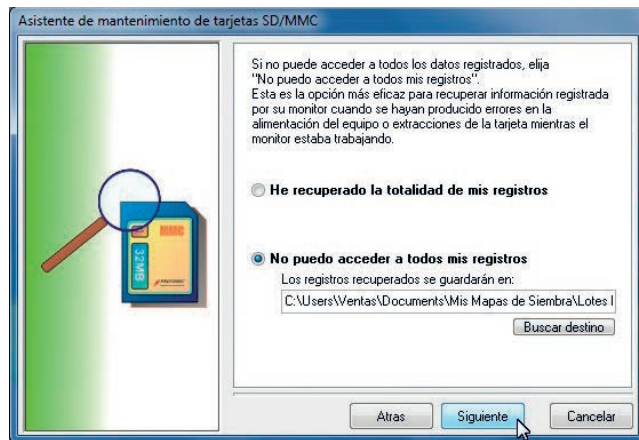 Asistente de mantenimiento de tarjetas SD/MMC
Si no puede acceder a todos los datos registrados, elija
"No puedo acceder a todos mis registros".
Esta es la opción más eficaz para recuperar información registrada
por su monitor cuando se hayan producido errores en la
alimentación del equipo o extracciones de la tarjeta mientras el
monitor estaba trabajando.
He recuperado la totalidad de mis registros
No puedo acceder a todos mis registros
Los registros recuperados se guardarán en:
C:\Users\Ventas\Documents\Mis Mapas de Siembra\Lotes I
Buscar destino
MMC
32MB
Atras
Siguiente
Cancelar